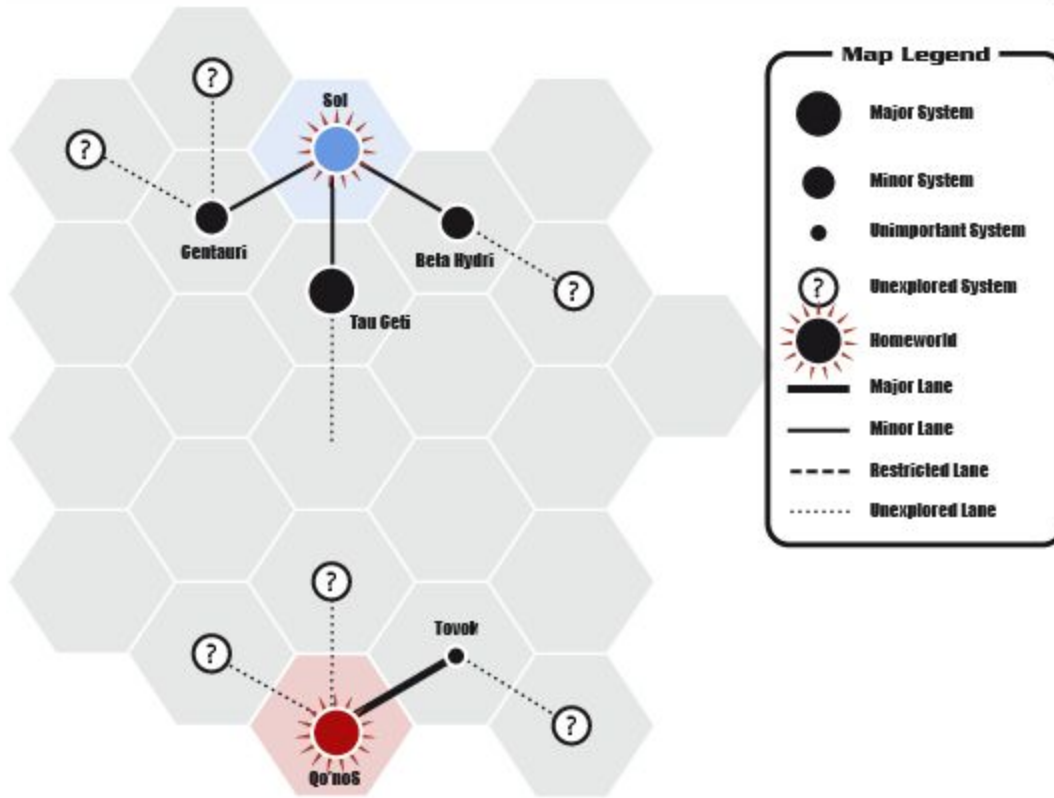 ?
Map Legend
Sol
Major System
?
Minor System
Centauri
Beta Hydri
Unimportant System
?
Unexplored System
Tau Ceti
Homeworld
Major Lane
Minor Lane
Restricted Lane
Unexplored Lane
?
?
Tovok
?
?
Qo'noS